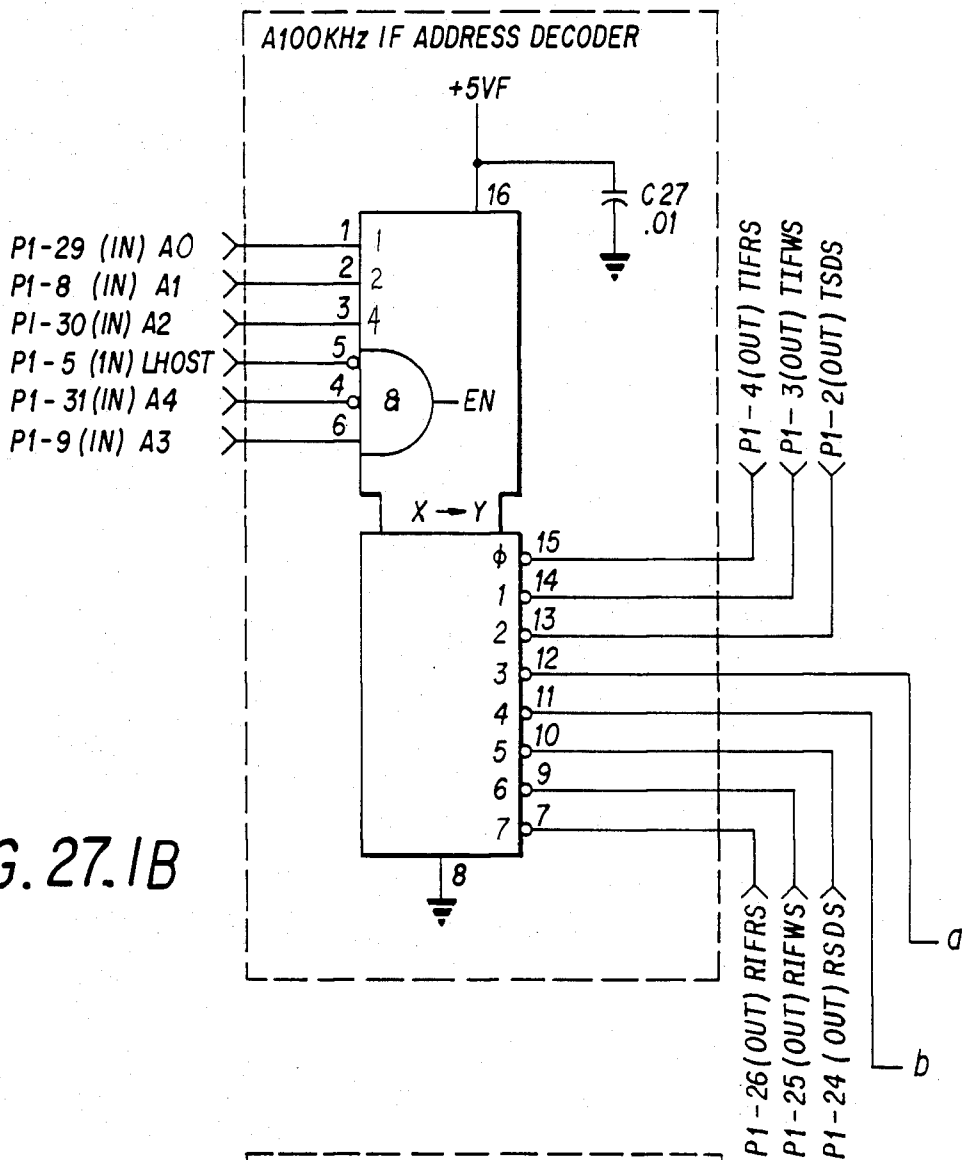 A100KHz IF ADDRESS DECODER
+5VF
16
C27
.01
P1-29 (IN) A0
1
1
P1-8 (IN) A1
2
2
P1-30 (IN) A2
3
4
P1-5 (IN) LHOST
5
P1-31 (IN) A4
4
&
EN
P1-9 (IN) A3
6
P1-4 (OUT) TIFRS
P1-3 (OUT) TIFWS
P1-2 (OUT) TSDS
X → Y
ϕ
15
1
14
2
13
3
12
4
11
5
10
6
9
7
7
8
G. 27.1B
P1-26 (OUT) RIFRS
P1-25 (OUT) RIFWS
P1-24 (OUT) RSDS
a
b